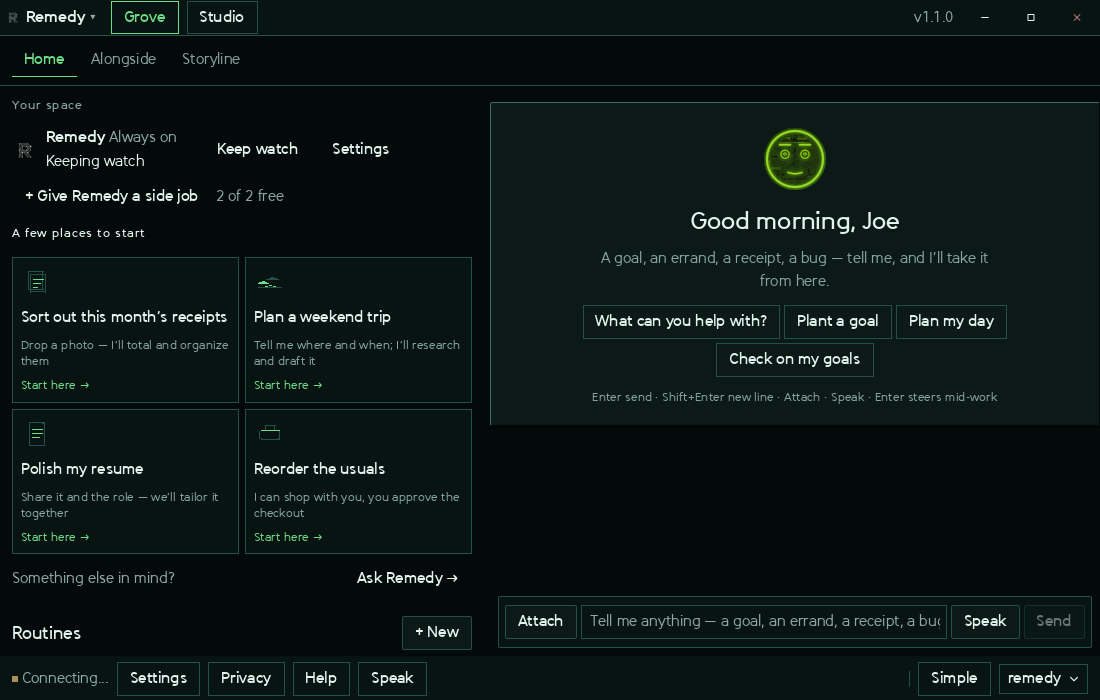 Remedy ▾ Grove Studio v1.1.0
Home Alongside Storyline
Your space
Remedy Always on
Keeping watch
Keep watch Settings
+ Give Remedy a side job 2 of 2 free
A few places to start
Sort out this month's receipts
Drop a photo — I'll total and organize
them
Start here →
Plan a weekend trip
Tell me where and when; I'll research
and draft it
Start here →
Polish my resume
Share it and the role — we'll tailor it
together
Start here →
Reorder the usuals
I can shop with you, you approve the
checkout
Start here →
Something else in mind? Ask Remedy →
Routines + New
Good morning, Joe
A goal, an errand, a receipt, a bug — tell me, and I'll take it
from here.
What can you help with? Plant a goal Plan my day
Check on my goals
Enter send · Shift+Enter new line · Attach · Speak · Enter steers mid-work
Attach Tell me anything — a goal, an errand, a receipt, a bug Speak Send
Connecting... Settings Privacy Help Speak Simple remedy